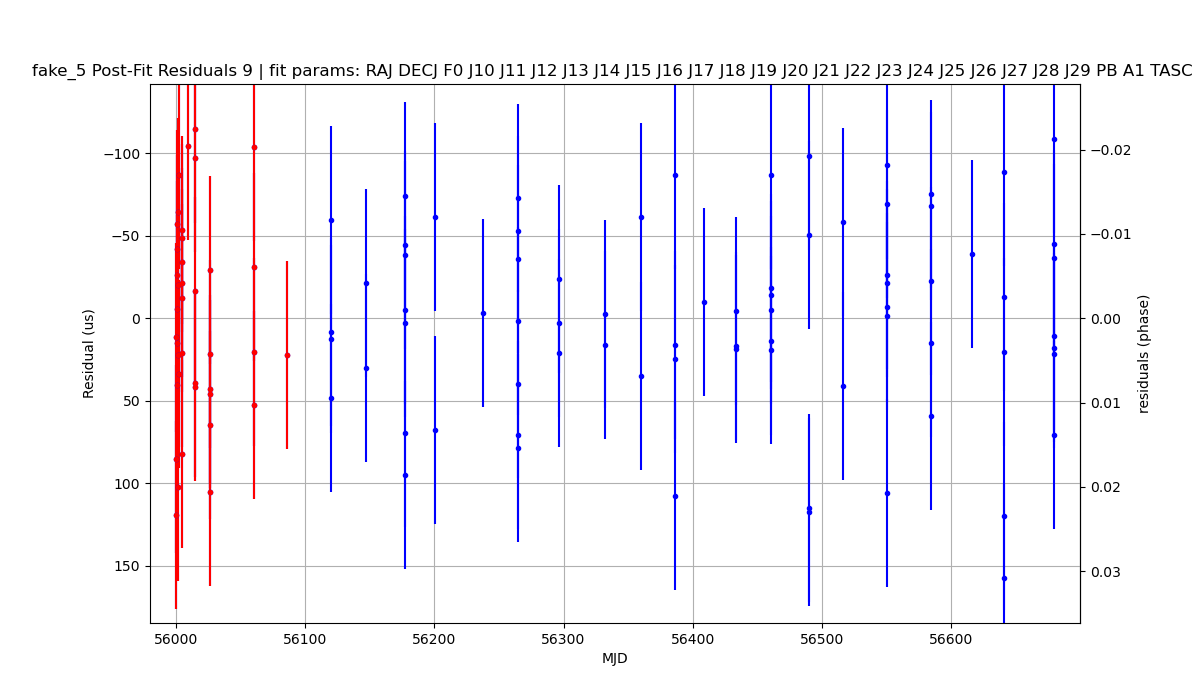 fake_5 Post-Fit Residuals 9 | fit params: RAJ DECJ F0 J10 J11 J12 J13 J14 J15 J16 J17 J18 J19 J20 J21 J22 J23 J24 J25 J26 J27 J28 J29 PB A1 TASC
−100
−50
0
50
100
150
Residual (us)
−0.02
−0.01
0.00
0.01
0.02
0.03
residuals (phase)
56000 56100 56200 56300 56400 56500 56600
MJD